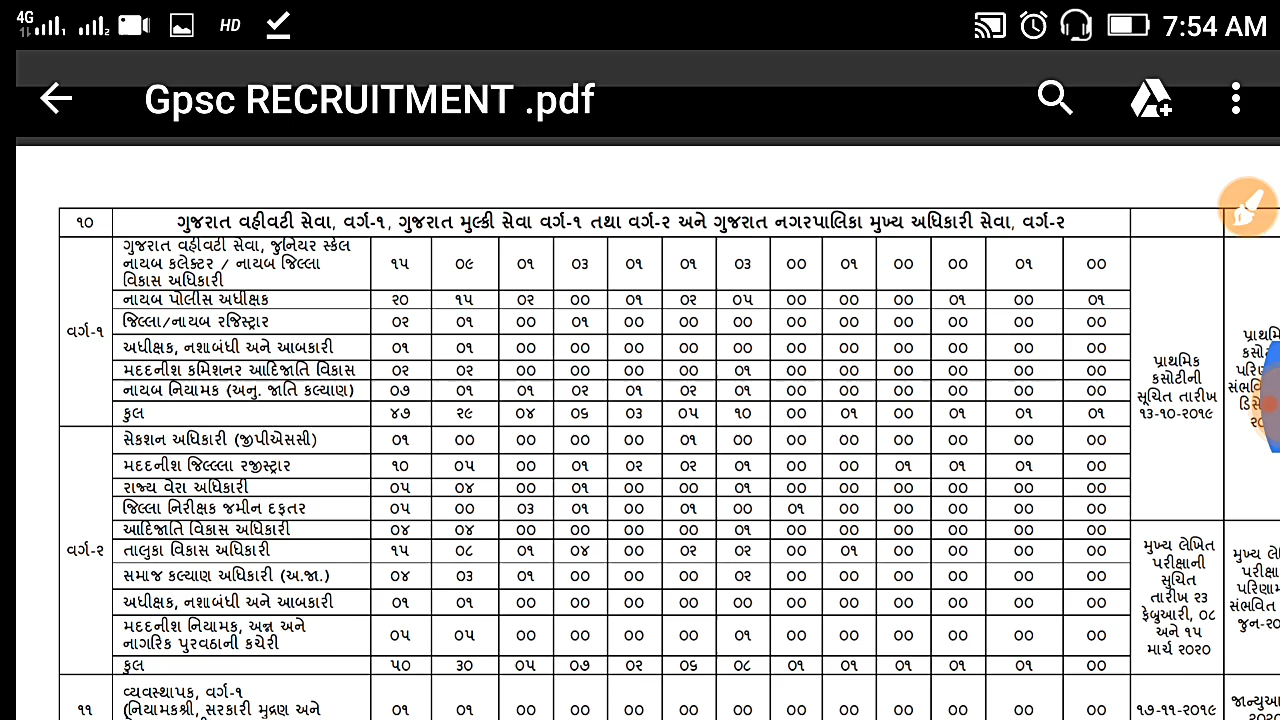 4G 1 2 HD 7:54 AM
Gpsc RECRUITMENT .pdf
૧૦ ગુજરાત વહીવટી સેવા, વર્ગ-૧, ગુજરાત મુલ્કી સેવા વર્ગ-૧ તથા વર્ગ-૨ અને ગુજરાત નગરપાલિકા મુખ્ય અધિકારી સેવા, વર્ગ-૨
વર્ગ-૧
ગુજરાત વહીવટી સેવા, જુનિયર સ્કેલ
નાયબ કલેક્ટર / નાયબ જિલ્લા
વિકાસ અધિકારી
૧૫ ૦૯ ૦૧ ૦૩ ૦૧ ૦૧ ૦૩ ૦૦ ૦૧ ૦૦ ૦૦ ૦૧ ૦૦
નાયબ પોલીસ અધીક્ષક ૨૦ ૧૫ ૦૨ ૦૦ ૦૧ ૦૨ ૦૫ ૦૦ ૦૦ ૦૦ ૦૧ ૦૦ ૦૧
જિલ્લા/નાયબ રજિસ્ટ્રાર ૦૨ ૦૧ ૦૦ ૦૧ ૦૦ ૦૦ ૦૦ ૦૦ ૦૦ ૦૦ ૦૦ ૦૦ ૦૦
અધીક્ષક, નશાબંધી અને આબકારી ૦૧ ૦૧ ૦૦ ૦૦ ૦૦ ૦૦ ૦૦ ૦૦ ૦૦ ૦૦ ૦૦ ૦૦ ૦૦
મદદનીશ કમિશનર આદિજાતિ વિકાસ ૦૨ ૦૨ ૦૦ ૦૦ ૦૦ ૦૦ ૦૧ ૦૦ ૦૦ ૦૦ ૦૦ ૦૦ ૦૦
નાયબ નિયામક (અનુ. જાતિ કલ્યાણ) ૦૭ ૦૧ ૦૧ ૦૨ ૦૧ ૦૨ ૦૧ ૦૦ ૦૦ ૦૦ ૦૦ ૦૦ ૦૦
કુલ ૪૭ ૨૯ ૦૪ ૦૬ ૦૩ ૦૫ ૧૦ ૦૦ ૦૧ ૦૦ ૦૧ ૦૧ ૦૧
પ્રાથમિક
કસોટીની
સૂચિત તારીખ
૧૩-૧૦-૨૦૧૯
વર્ગ-૨
સેકશન અધિકારી (જીપીએસસી) ૦૧ ૦૦ ૦૦ ૦૦ ૦૦ ૦૧ ૦૦ ૦૦ ૦૦ ૦૦ ૦૦ ૦૦ ૦૦
મદદનીશ જિલ્લ્લા રજીસ્ટ્રાર ૧૦ ૦૫ ૦૦ ૦૧ ૦૨ ૦૨ ૦૧ ૦૦ ૦૦ ૦૧ ૦૧ ૦૧ ૦૦
રાજ્ય વેરા અધિકારી ૦૫ ૦૪ ૦૦ ૦૧ ૦૦ ૦૦ ૦૧ ૦૦ ૦૦ ૦૦ ૦૦ ૦૦ ૦૦
જિલ્લા નિરીક્ષક જમીન દફતર ૦૫ ૦૦ ૦૩ ૦૧ ૦૦ ૦૧ ૦૦ ૦૧ ૦૦ ૦૦ ૦૦ ૦૦ ૦૦
આદિજાતિ વિકાસ અધિકારી ૦૪ ૦૪ ૦૦ ૦૦ ૦૦ ૦૦ ૦૧ ૦૦ ૦૦ ૦૦ ૦૦ ૦૦ ૦૦
તાલુકા વિકાસ અધિકારી ૧૫ ૦૮ ૦૧ ૦૪ ૦૦ ૦૨ ૦૨ ૦૦ ૦૧ ૦૦ ૦૦ ૦૦ ૦૦
સમાજ કલ્યાણ અધિકારી (અ.જા.) ૦૪ ૦૩ ૦૧ ૦૦ ૦૦ ૦૦ ૦૨ ૦૦ ૦૦ ૦૦ ૦૦ ૦૦ ૦૦
અધીક્ષક, નશાબંધી અને આબકારી ૦૧ ૦૧ ૦૦ ૦૦ ૦૦ ૦૦ ૦૦ ૦૦ ૦૦ ૦૦ ૦૦ ૦૦ ૦૦
મદદનીશ નિયામક, અન્ન અને
નાગરિક પુરવઠાની કચેરી
૦૫ ૦૫ ૦૦ ૦૦ ૦૦ ૦૦ ૦૧ ૦૦ ૦૦ ૦૦ ૦૦ ૦૦ ૦૦
કુલ ૫૦ ૩૦ ૦૫ ૦૭ ૦૨ ૦૬ ૦૮ ૦૧ ૦૧ ૦૧ ૦૧ ૦૧ ૦૦
મુખ્ય લેખિત
પરીક્ષાની
સુચિત
તારીખ ૨૩
ફેબ્રુઆરી, ૦૮
અને ૧૫
માર્ચ ૨૦૨૦
૧૧ વ્યવસ્થાપક, વર્ગ-૧
(નિયામકશ્રી, સરકારી મુદ્રણ અને
૦૧ ૦૧ ૦૦ ૦૦ ૦૦ ૦૦ ૦૦ ૦૦ ૦૦ ૦૦ ૦૦ ૦૦ ૦૦ ૧૭-૧૧-૨૦૧૯